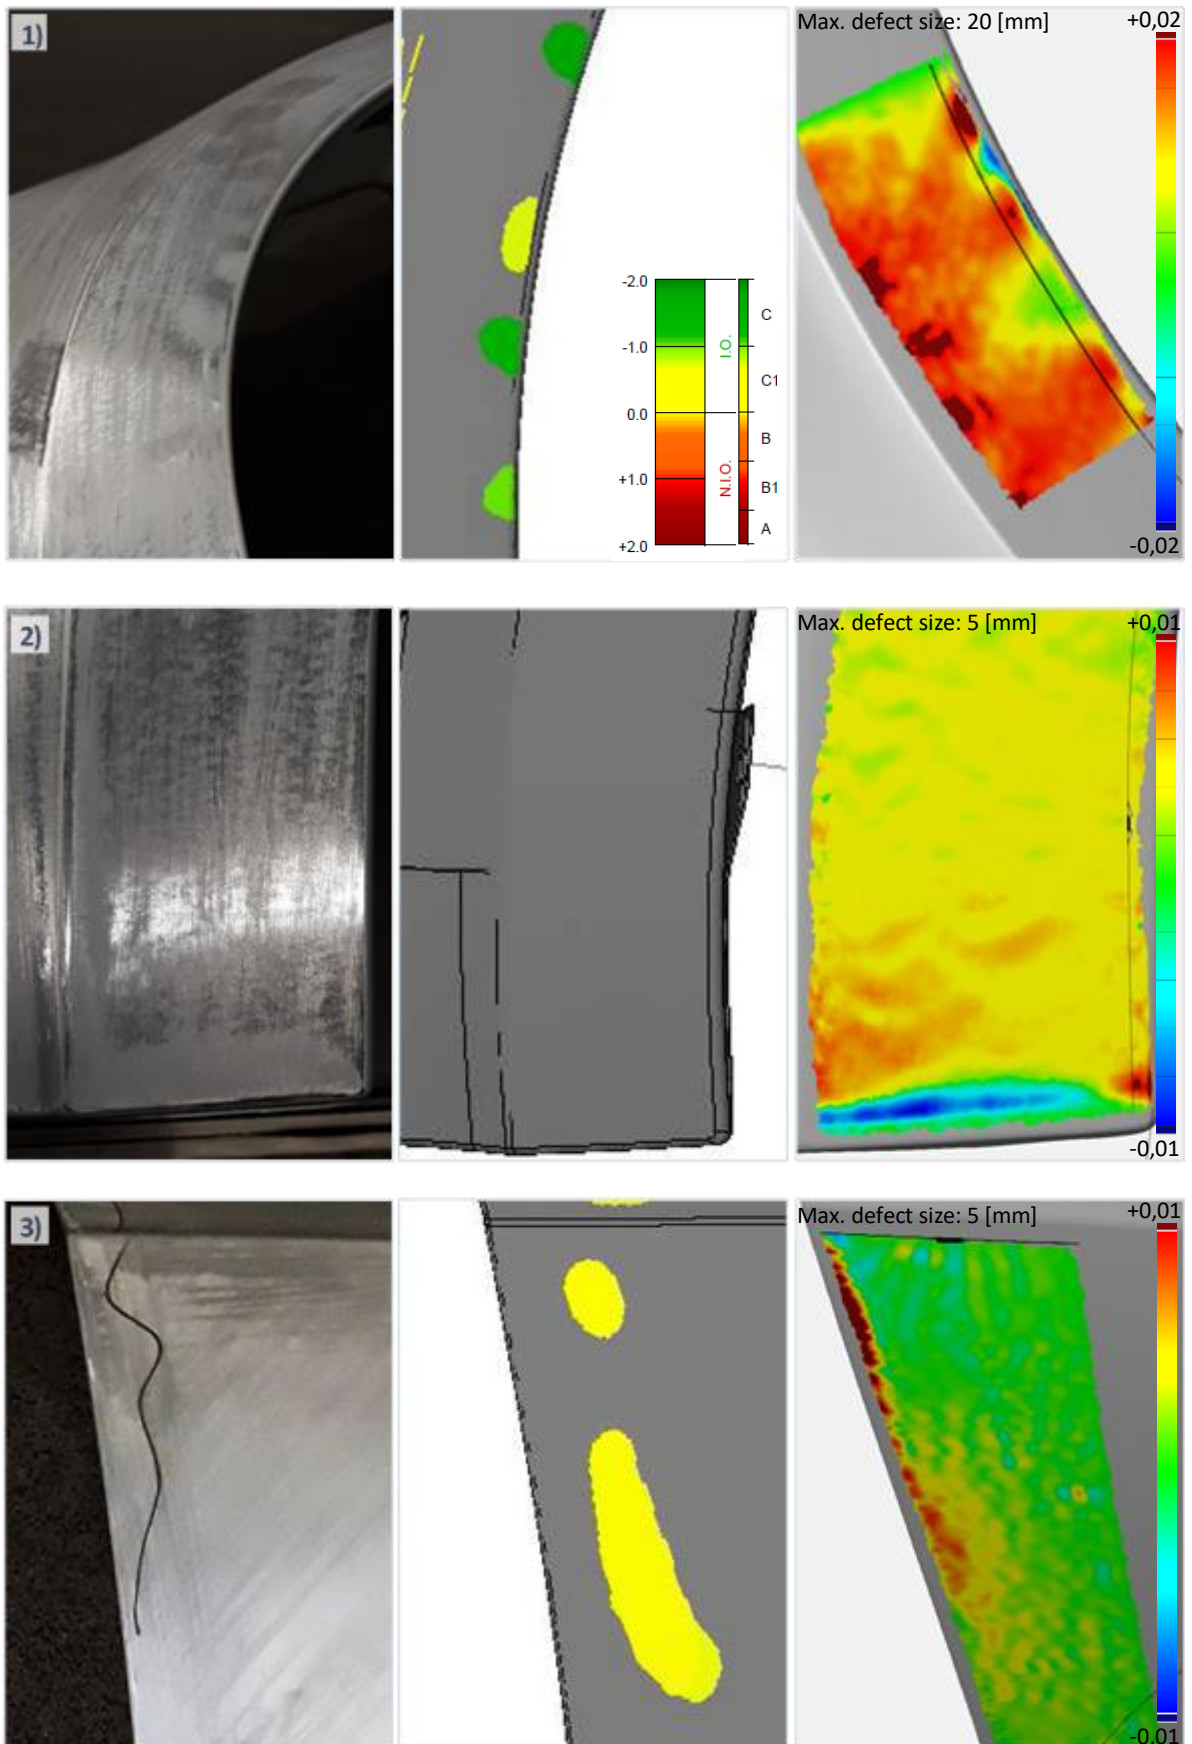 1)
Max. defect size: 20 [mm]
+0,02
-2.0
-1.0
0.0
+1.0
+2.0
I.O.
N.I.O.
C
C1
B
B1
A
-0,02
2)
Max. defect size: 5 [mm]
+0,01
-0,01
3)
Max. defect size: 5 [mm]
+0,01
-0.01